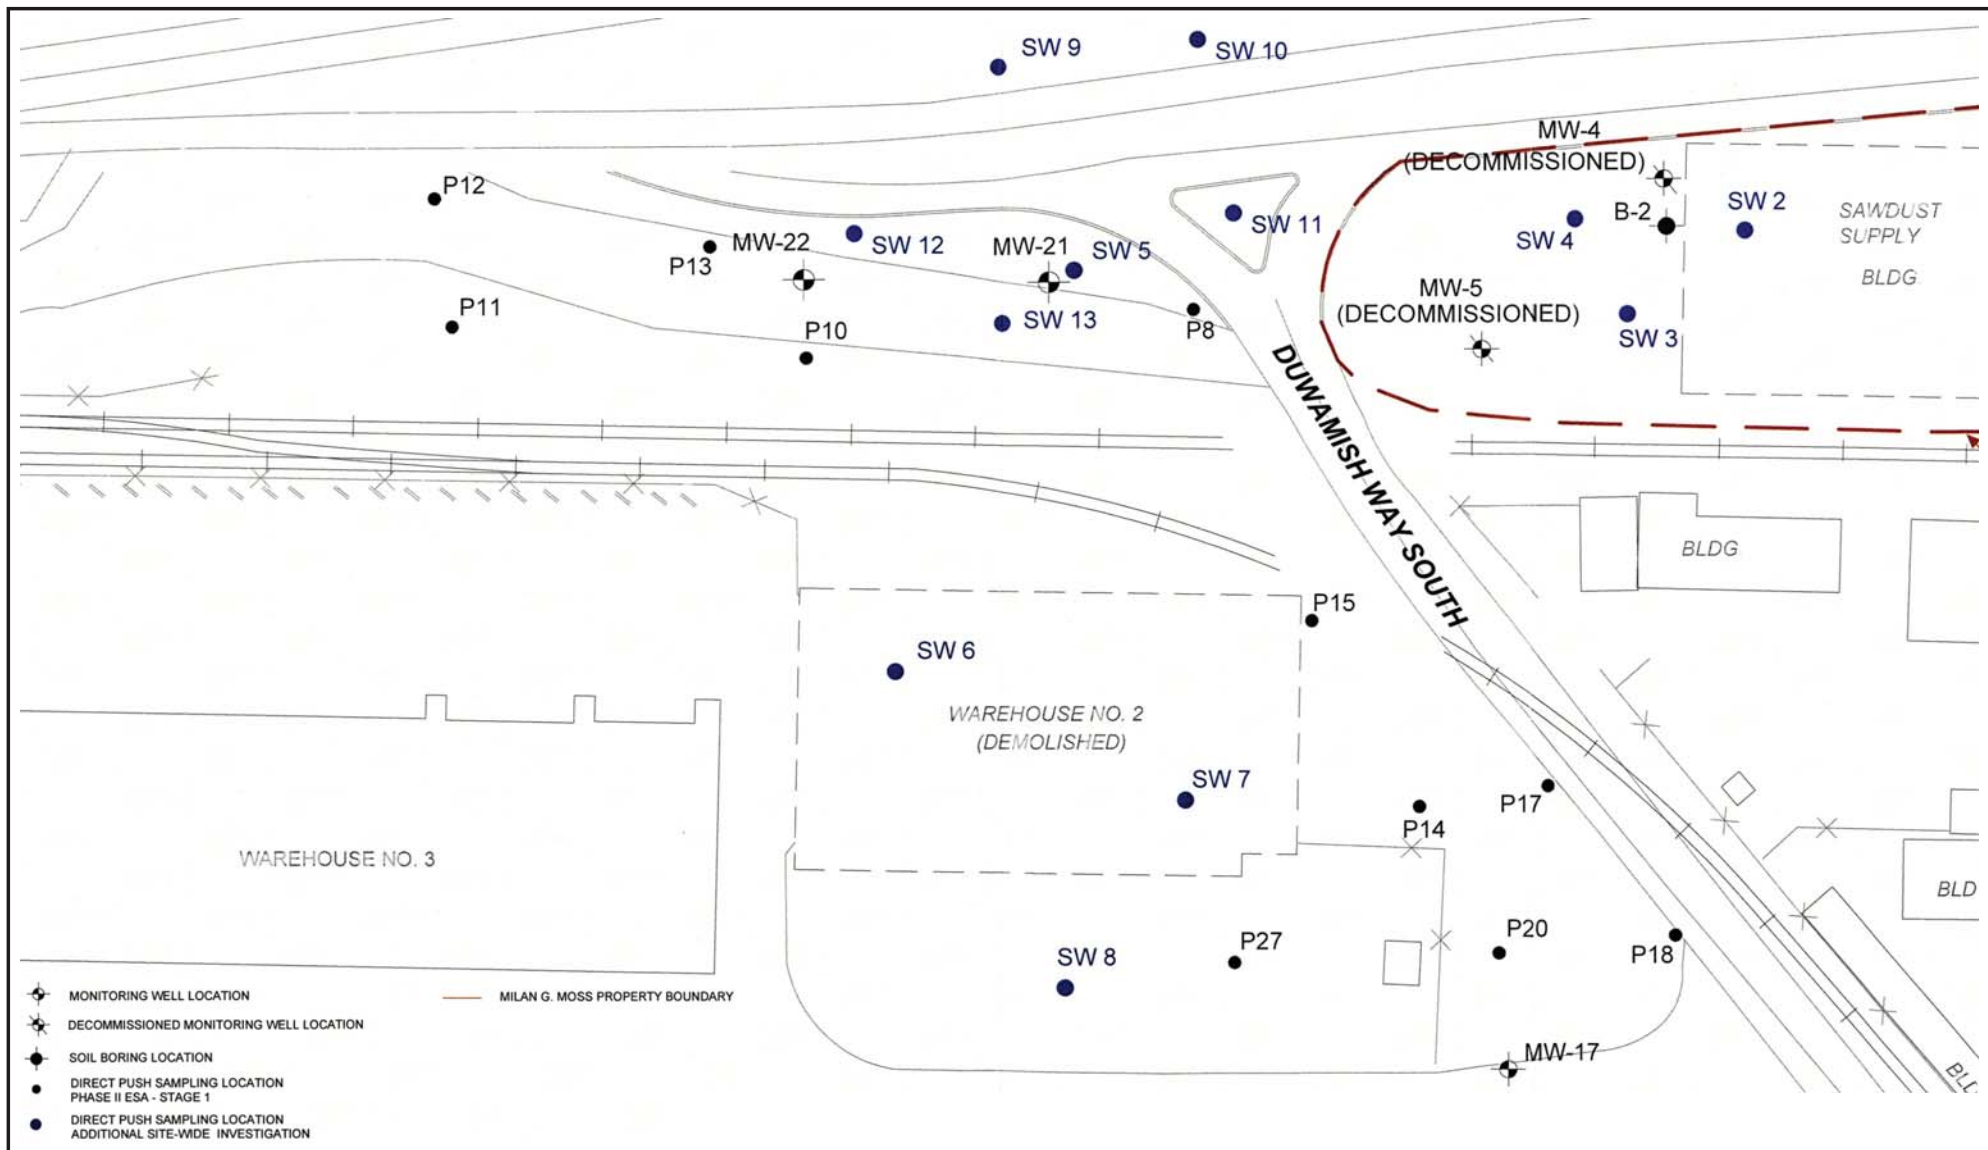 SW 9
SW 10
MW-4
(DECOMMISSIONED)
P12
SW 2
B-2
SW 11
SW 4
SAWDUST
SUPPLY
BLDG
MW-22
SW 12
MW-21
SW 5
P13
MW-5
(DECOMMISSIONED)
P11
P10
SW 13
P8
SW 3
DUWAMISH WAY SOUTH
BLDG
P15
SW 6
WAREHOUSE NO. 2
(DEMOLISHED)
SW 7
P17
P14
WAREHOUSE NO. 3
BLD
SW 8
P27
P20
P18
MW-17
BLD
MONITORING WELL LOCATION
MILAN G. MOSS PROPERTY BOUNDARY
DECOMMISSIONED MONITORING WELL LOCATION
SOIL BORING LOCATION
DIRECT PUSH SAMPLING LOCATION
PHASE II ESA - STAGE 1
DIRECT PUSH SAMPLING LOCATION
ADDITIONAL SITE-WIDE INVESTIGATION